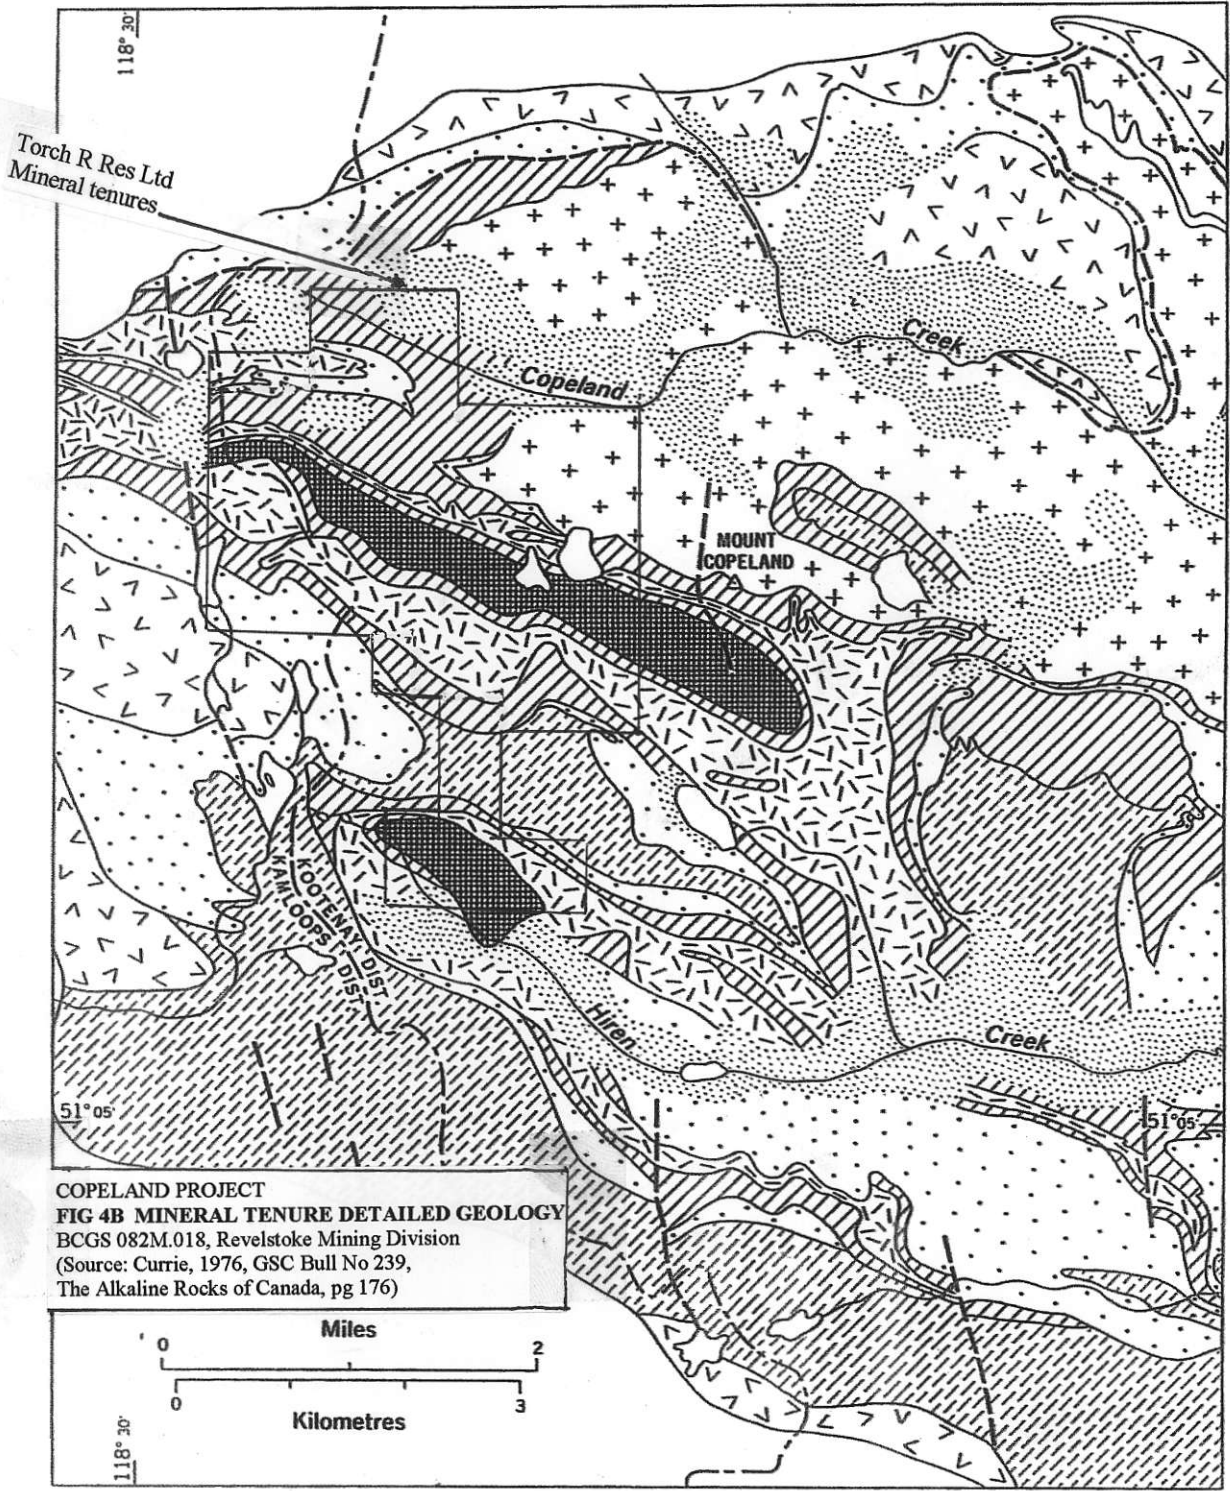 118° 30'
Torch R Res Ltd
Mineral tenures
Creek
Copeland
MOUNT
COPELAND
KOOTENAY DIST
KAMLOOPS DIST
Hiren
Creek
51° 05'
51° 05'
COPELAND PROJECT
FIG 4B MINERAL TENURE DETAILED GEOLOGY
BCGS 082M.018, Revelstoke Mining Division
(Source: Currie, 1976, GSC Bull No 239,
The Alkaline Rocks of Canada, pg 176)
Miles
0 2
0 3
Kilometres
118° 30'